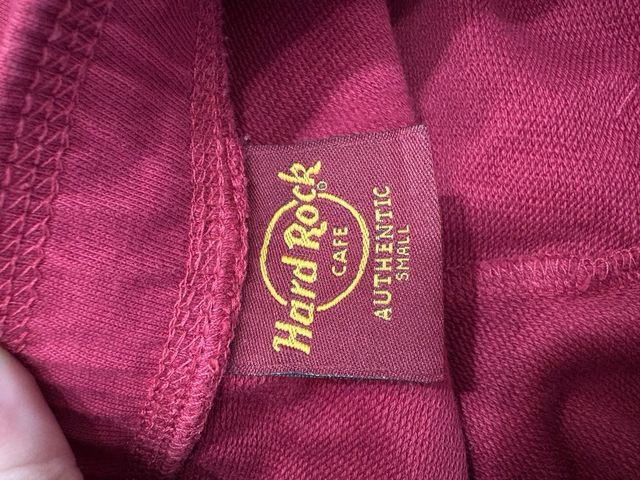 Hard Rock®
CAFE
AUTHENTIC
SMALL